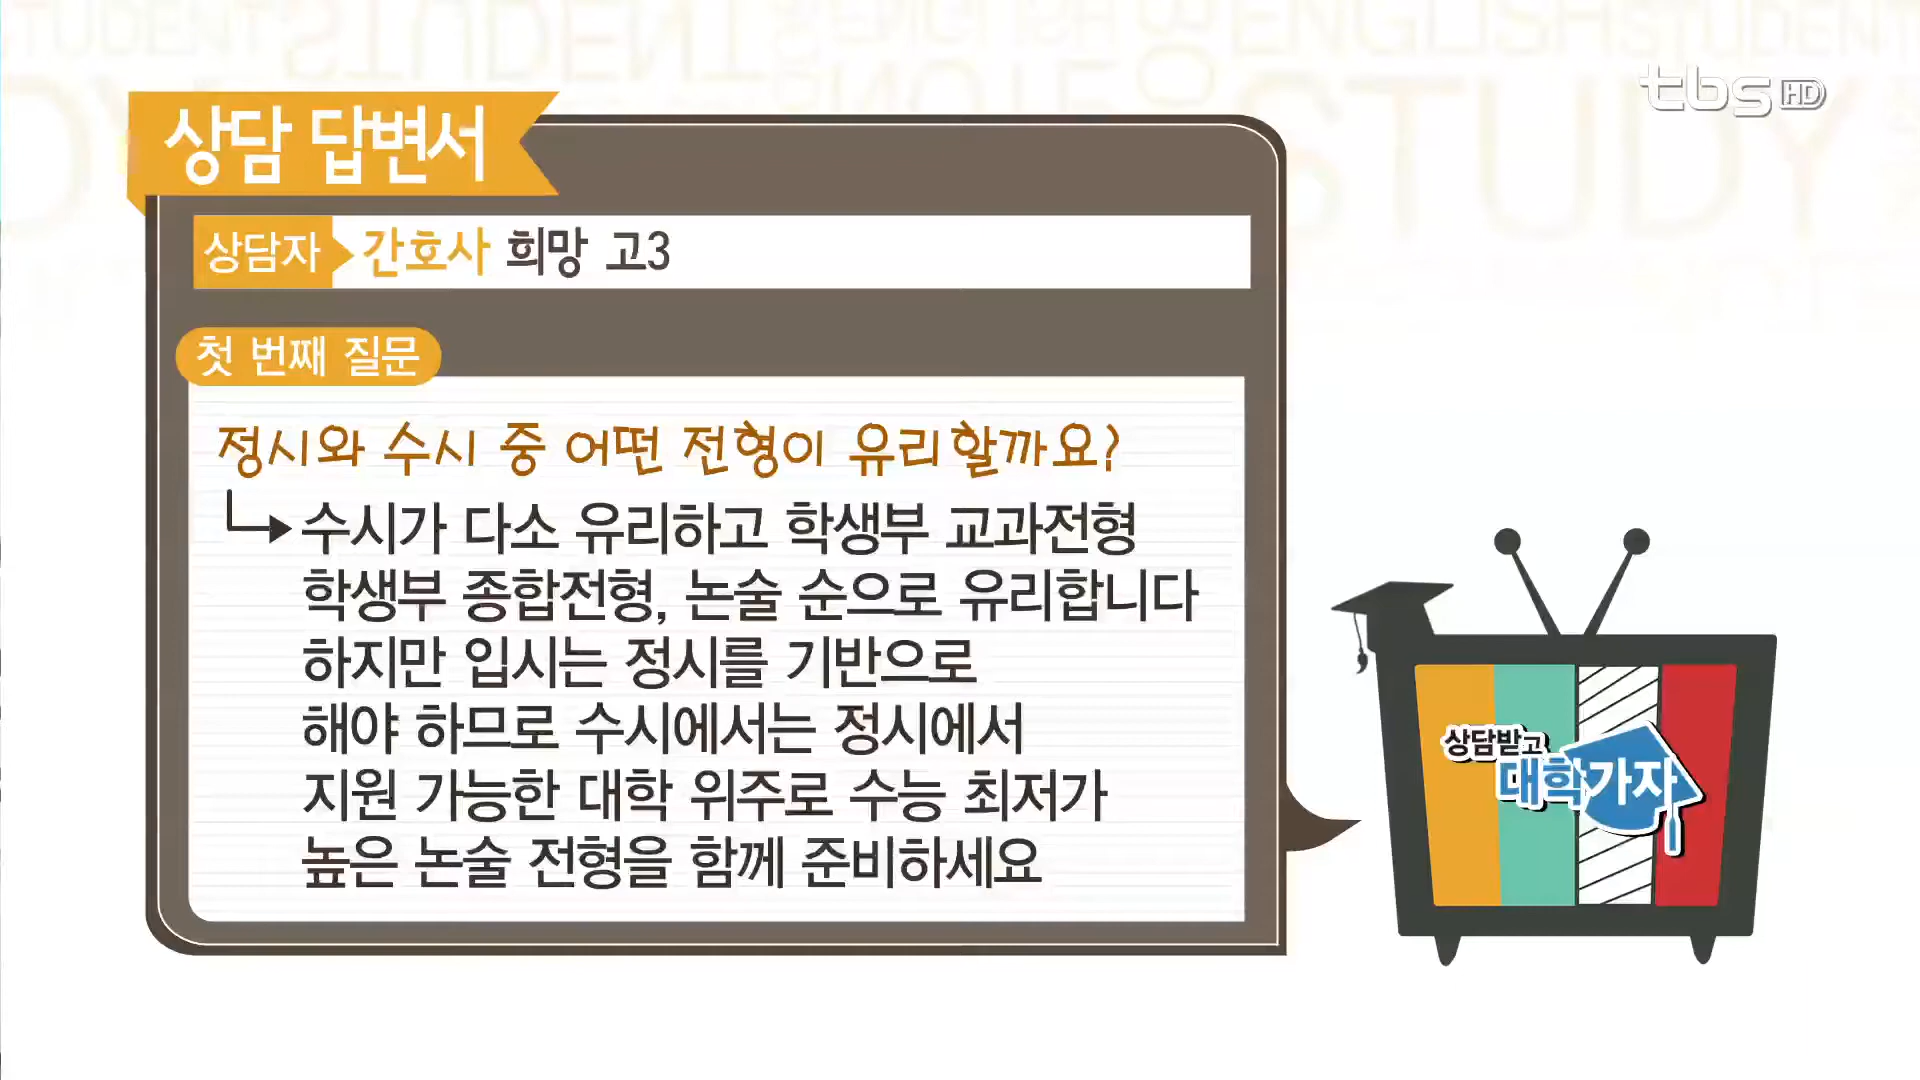 tbs HD
상담 답변서
상담자 간호사 희망 고3
첫 번째 질문
정시와 수시 중 어떤 전형이 유리할까요?
수시가 다소 유리하고 학생부 교과전형
학생부 종합전형, 논술 순으로 유리합니다
하지만 입시는 정시를 기반으로
해야 하므로 수시에서는 정시에서
지원 가능한 대학 위주로 수능 최저가
높은 논술 전형을 함께 준비하세요
상담받고
대학가자
STUDENT
ENGLISH
STUDENT
STUDY